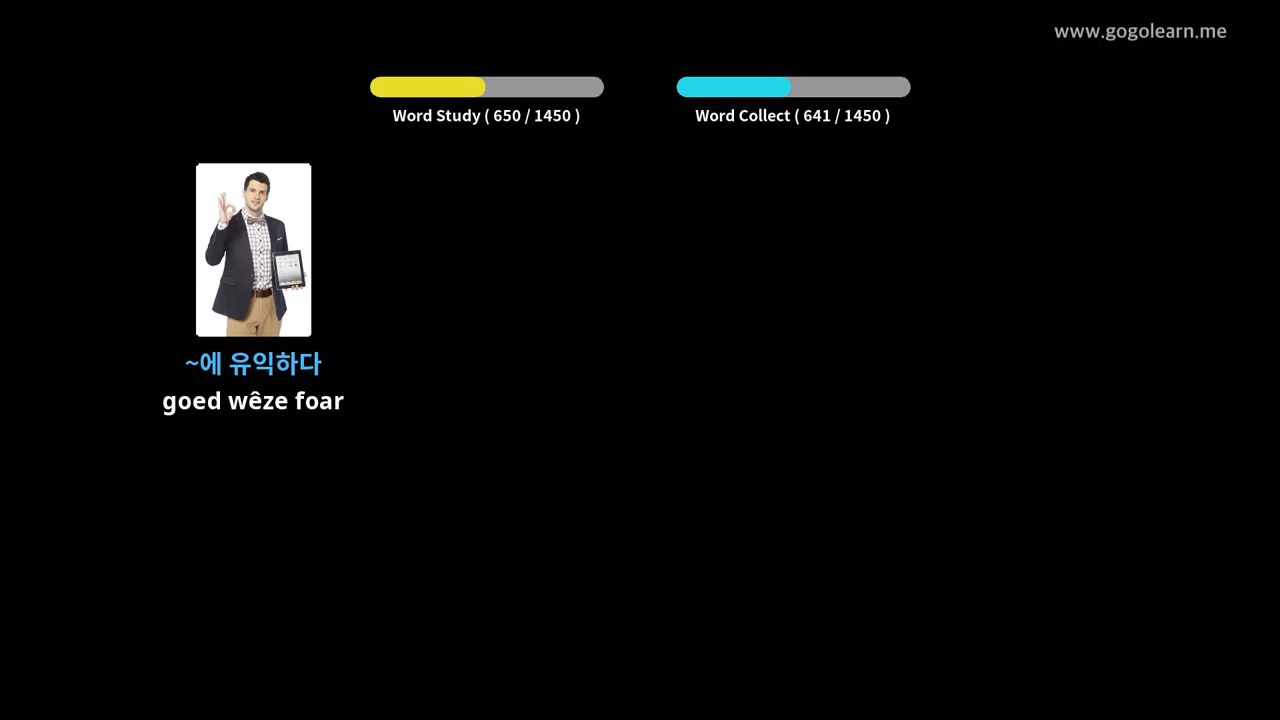 www.gogolearn.me
Word Study ( 650 / 1450 )
Word Collect ( 641 / 1450 )
~에 유익하다
goed wêze foar